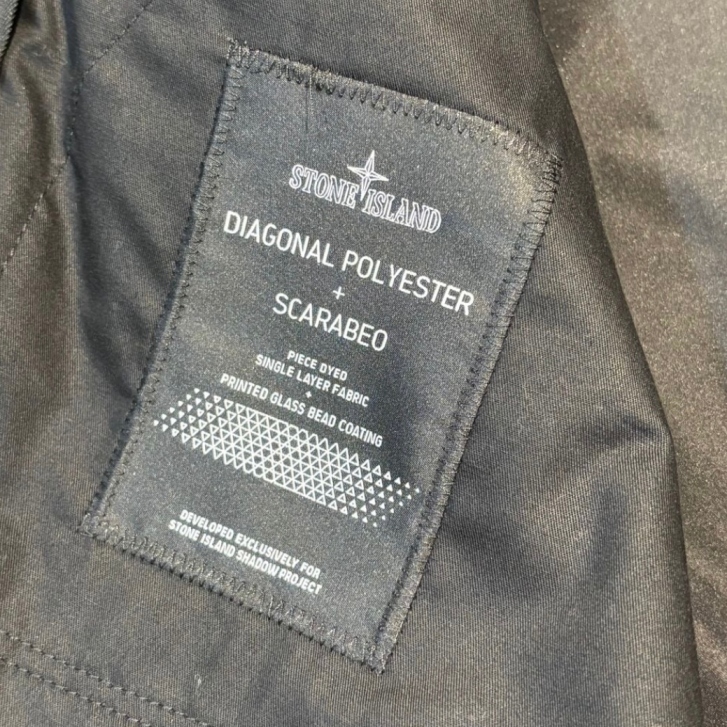 STONE ISLAND
DIAGONAL POLYESTER
+
SCARABEO
PIECE DYED
SINGLE LAYER FABRIC
+
PRINTED GLASS BEAD COATING
DEVELOPED EXCLUSIVELY FOR
STONE ISLAND SHADOW PROJECT